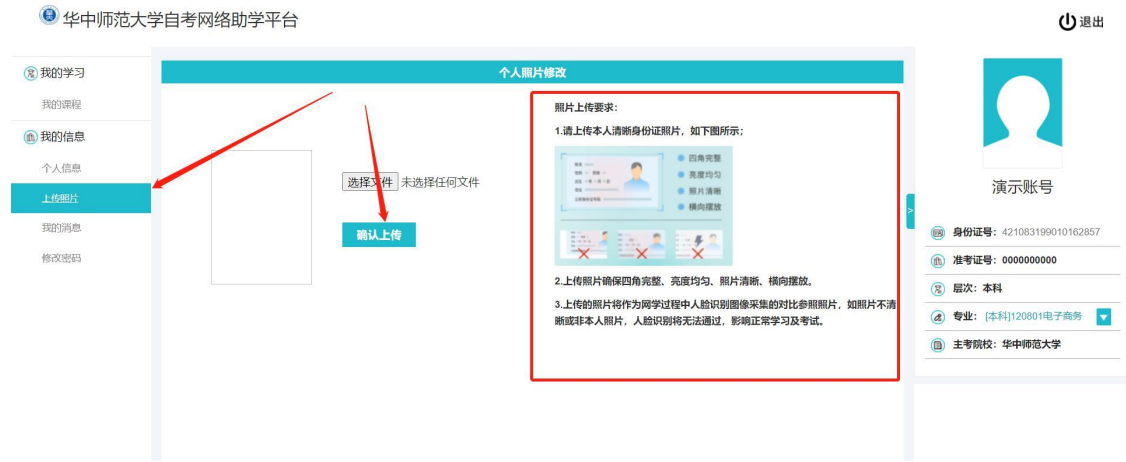 华中师范大学自考网络助学平台
退出
我的学习
我的课程
我的信息
个人信息
上传照片
我的消息
修改密码
个人照片修改
选择文件 未选择任何文件
确认上传
照片上传要求：
1.请上传本人清晰身份证照片，如下图所示；
四角完整
亮度均匀
照片清晰
横向摆放
2.上传照片确保四角完整、亮度均匀、照片清晰、横向摆放。
3.上传的照片将作为网学过程中人脸识别图像采集的对比参照照片，如照片不清
晰或非本人照片，人脸识别将无法通过，影响正常学习及考试。
>
演示账号
身份证号：421083199010162857
准考证号：0000000000
层次：本科
专业：[本科]120801电子商务
主考院校：华中师范大学